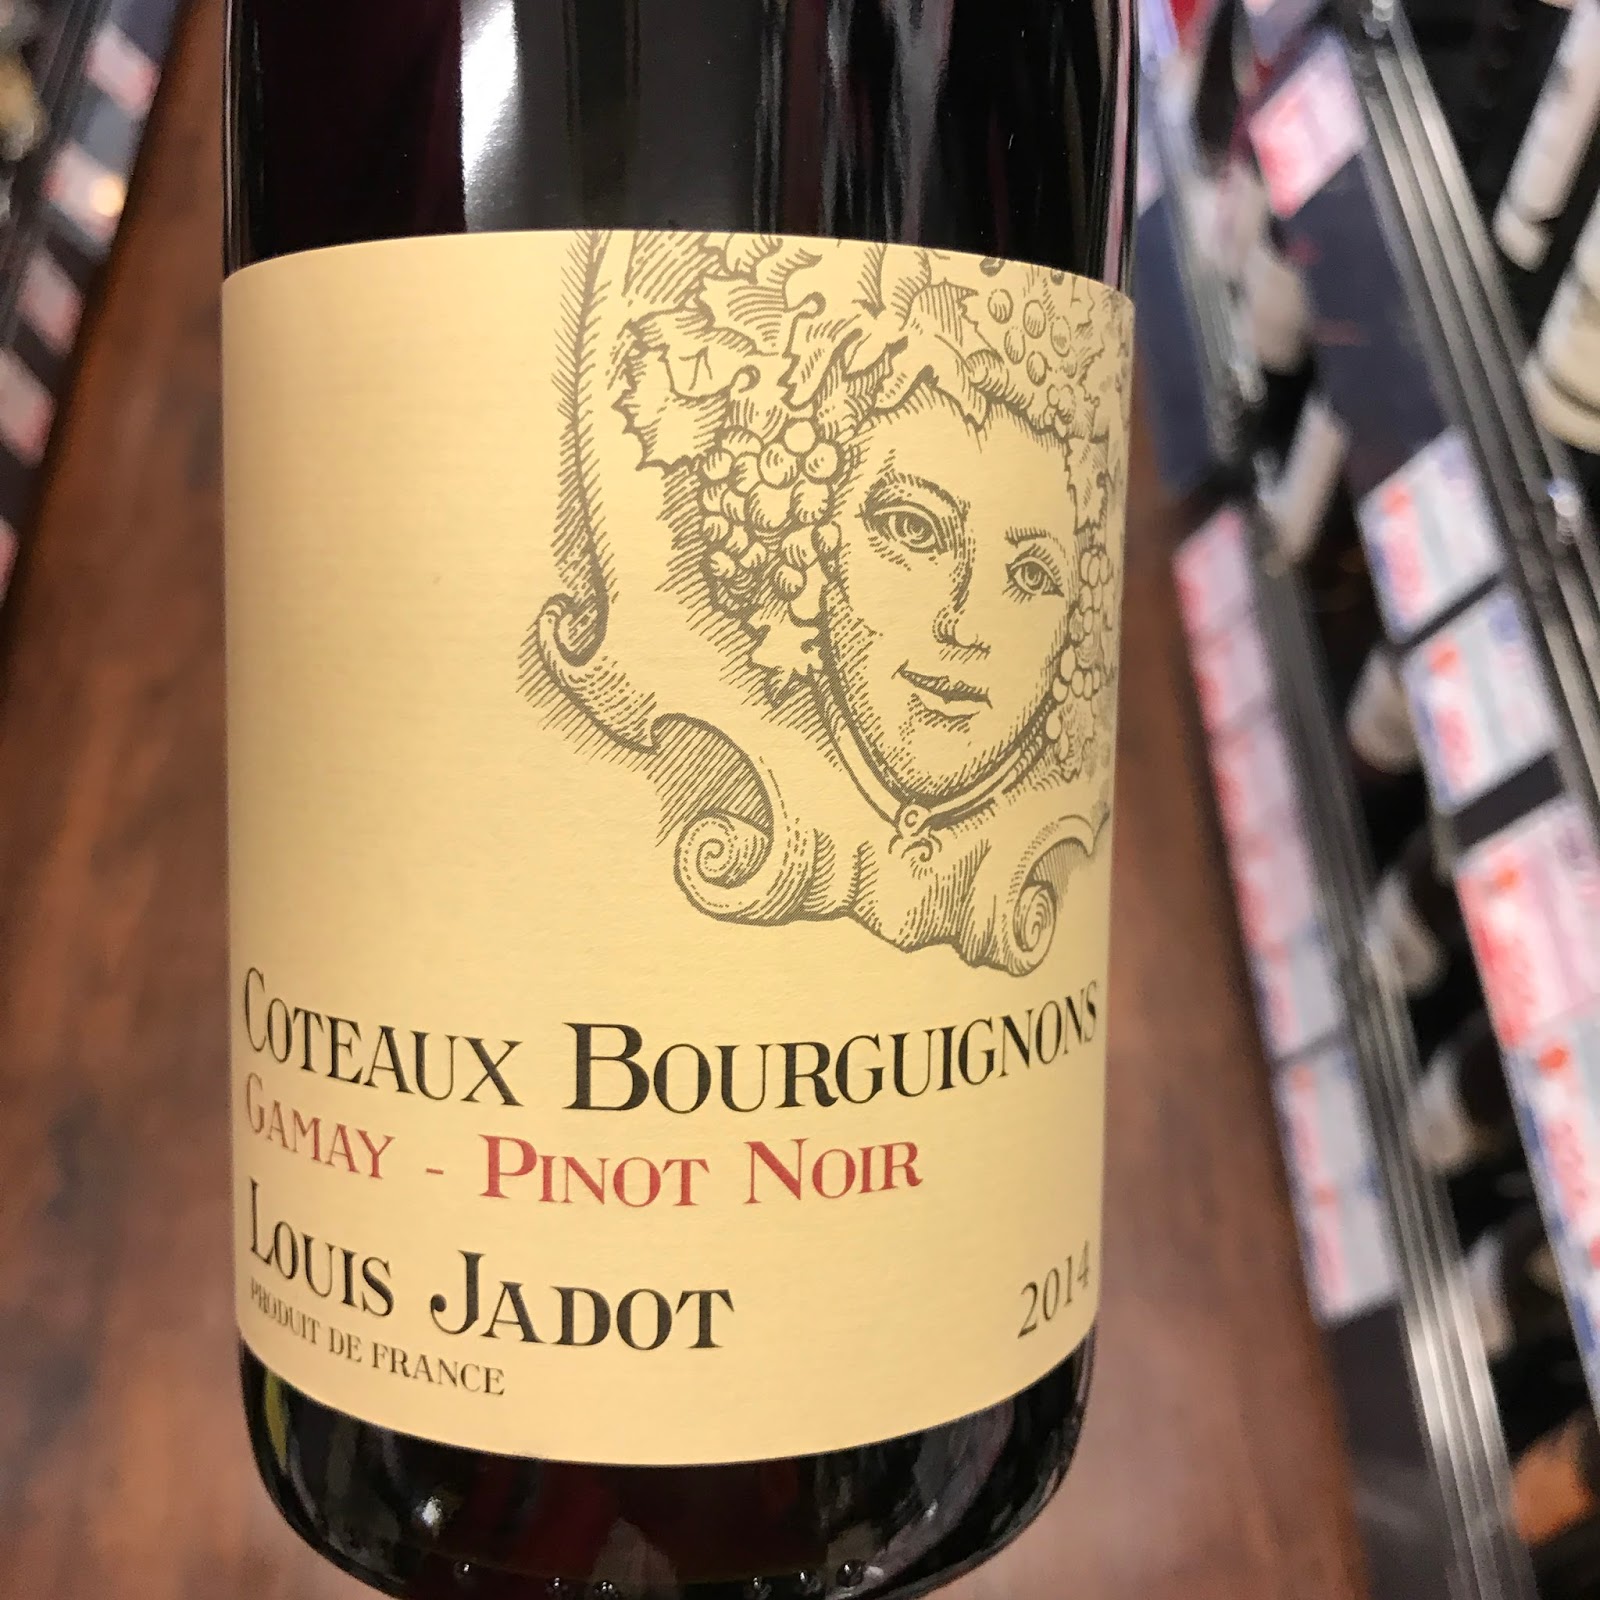 Coteaux Bourguignons
Gamay - Pinot Noir
Louis Jadot
2014
PRODUIT DE FRANCE